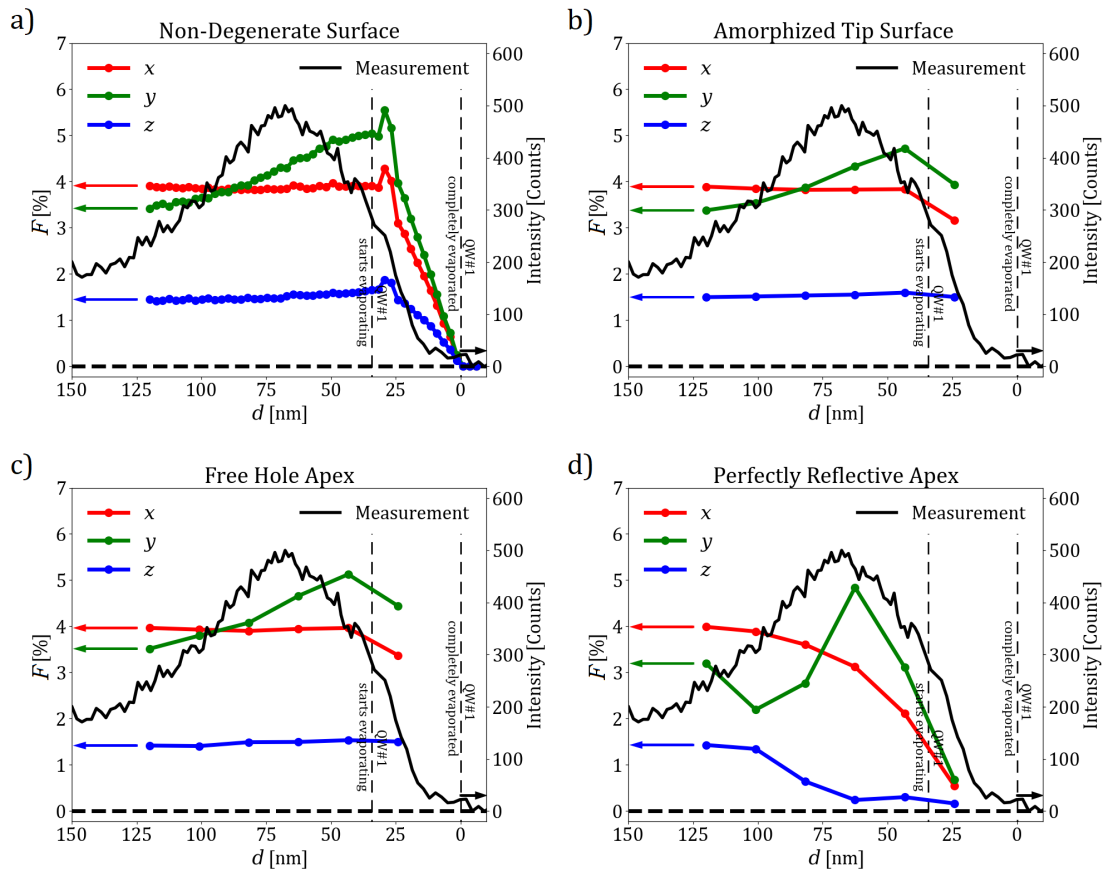 a)
Non-Degenerate Surface
x
y
z
Measurement
7
6
5
4
3
2
1
0
F [%]
600
500
400
300
200
100
0
Intensity [Counts]
QW#1
starts evaporating
QW#1
completely evaporated
150 125 100 75 50 25 0
d [nm]
b)
Amorphized Tip Surface
x
y
z
Measurement
7
6
5
4
3
2
1
0
F [%]
600
500
400
300
200
100
0
Intensity [Counts]
QW#1
starts evaporating
QW#1
completely evaporated
150 125 100 75 50 25 0
d [nm]
c)
Free Hole Apex
x
y
z
Measurement
7
6
5
4
3
2
1
0
F [%]
600
500
400
300
200
100
0
Intensity [Counts]
QW#1
starts evaporating
QW#1
completely evaporated
150 125 100 75 50 25 0
d [nm]
d)
Perfectly Reflective Apex
x
y
z
Measurement
7
6
5
4
3
2
1
0
F [%]
600
500
400
300
200
100
0
Intensity [Counts]
QW#1
starts evaporating
QW#1
completely evaporated
150 125 100 75 50 25 0
d [nm]